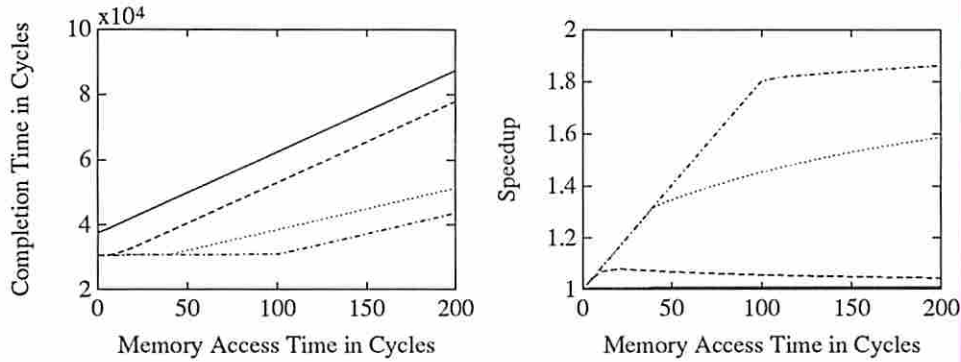 x10⁴
10
8
6
4
2
0 50 100 150 200
Completion Time in Cycles
Memory Access Time in Cycles
2
1.8
1.6
1.4
1.2
1
0 50 100 150 200
Speedup
Memory Access Time in Cycles